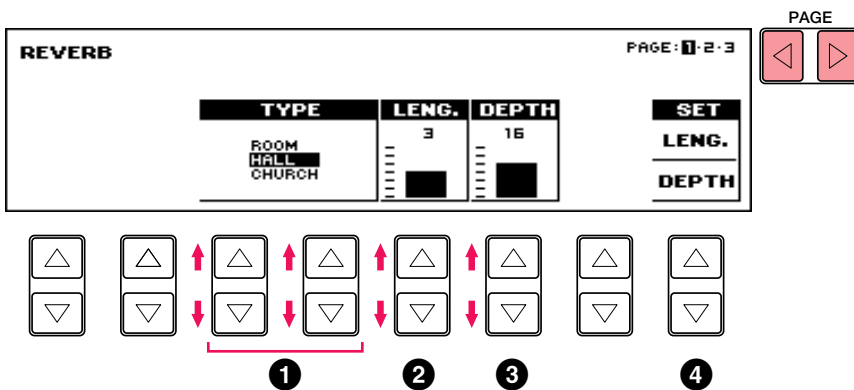 PAGE
REVERB
PAGE:1·2·3
TYPE LENG. DEPTH SET
3 16
LENG.
ROOM
HALL
CHURCH
DEPTH
1 2 3 4